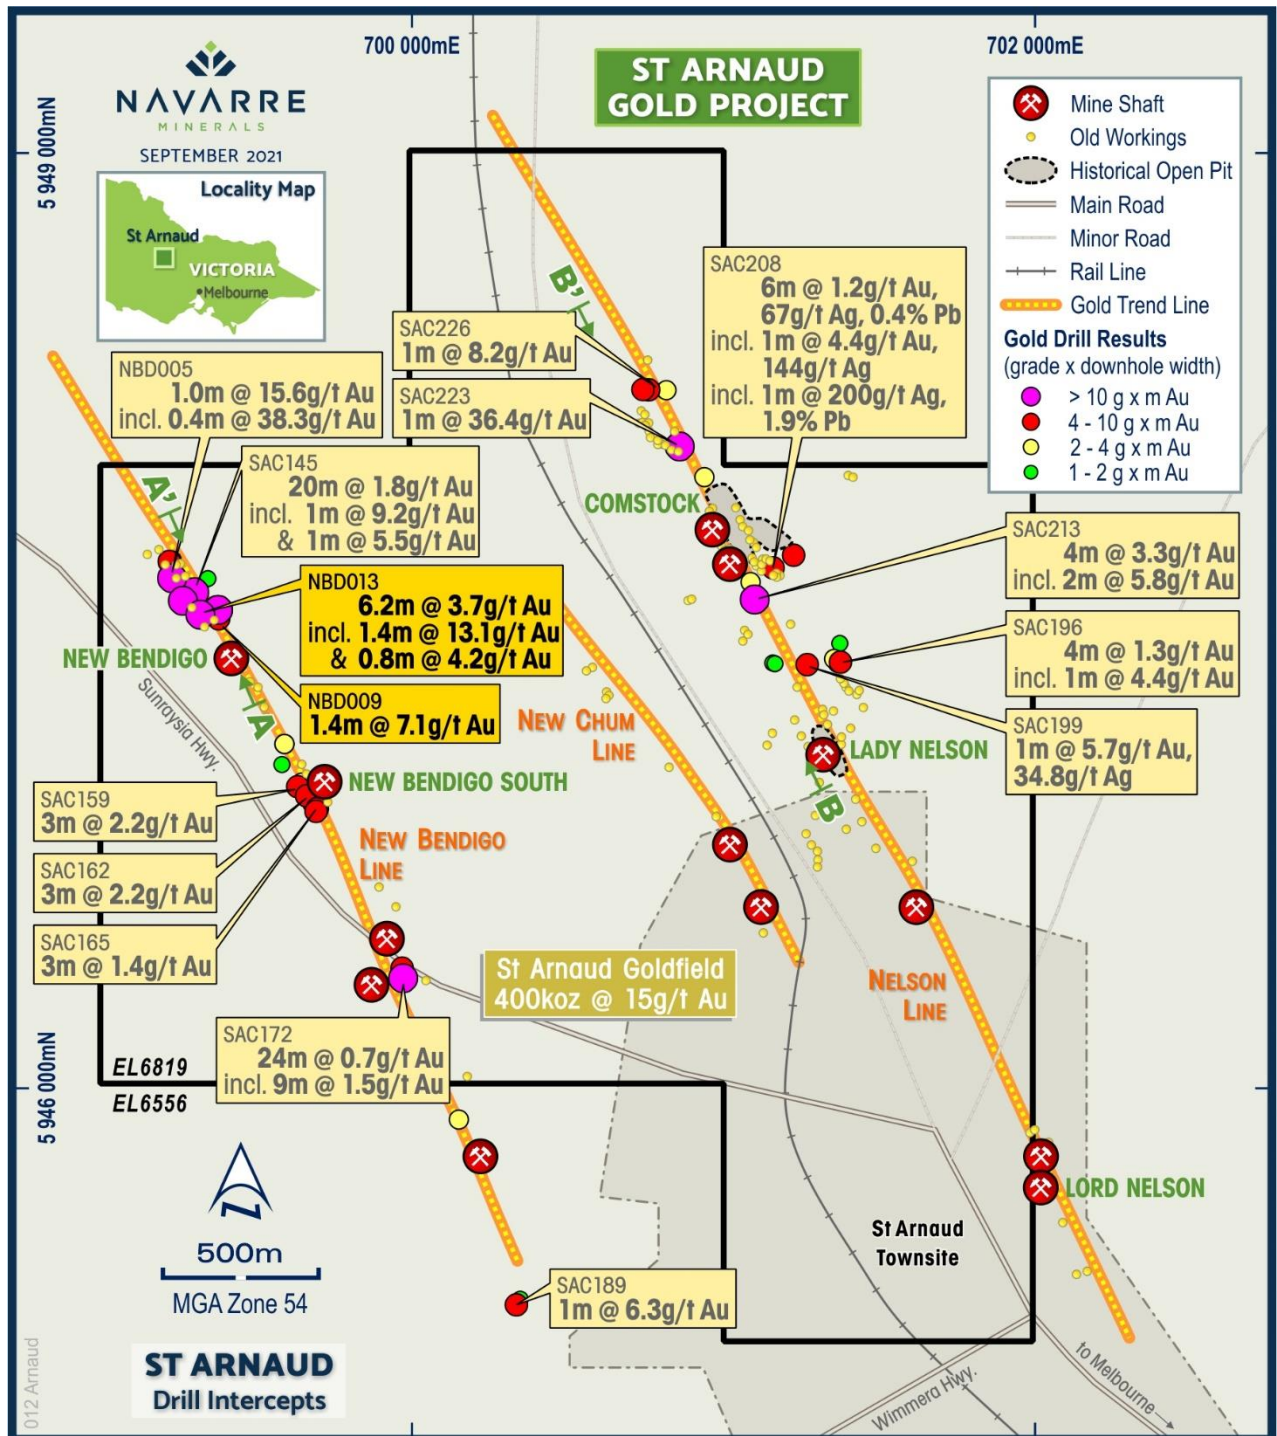 700 000mE
702 000mE
NAVARRE
MINERALS
SEPTEMBER 2021
ST ARNAUD
GOLD PROJECT
Mine Shaft
Old Workings
Historical Open Pit
Main Road
Minor Road
Rail Line
Gold Trend Line
Gold Drill Results
(grade x downhole width)
> 10 g x m Au
4 - 10 g x m Au
2 - 4 g x m Au
1 - 2 g x m Au
5 949 000mN
Locality Map
St Arnaud
VICTORIA
Melbourne
B'
SAC208
6m @ 1.2g/t Au,
67g/t Ag, 0.4% Pb
incl. 1m @ 4.4g/t Au,
144g/t Ag
incl. 1m @ 200g/t Ag,
1.9% Pb
SAC226
1m @ 8.2g/t Au
SAC223
1m @ 36.4g/t Au
NBD005
1.0m @ 15.6g/t Au
incl. 0.4m @ 38.3g/t Au
SAC145
20m @ 1.8g/t Au
incl. 1m @ 9.2g/t Au
& 1m @ 5.5g/t Au
A'
COMSTOCK
SAC213
4m @ 3.3g/t Au
incl. 2m @ 5.8g/t Au
NBD013
6.2m @ 3.7g/t Au
incl. 1.4m @ 13.1g/t Au
& 0.8m @ 4.2g/t Au
SAC196
4m @ 1.3g/t Au
incl. 1m @ 4.4g/t Au
NEW BENDIGO
NBD009
1.4m @ 7.1g/t Au
A
Sunraysia Hwy.
NEW CHUM
LINE
SAC199
1m @ 5.7g/t Au,
34.8g/t Ag
LADY NELSON
B
NEW BENDIGO SOUTH
SAC159
3m @ 2.2g/t Au
NEW BENDIGO
LINE
SAC162
3m @ 2.2g/t Au
SAC165
3m @ 1.4g/t Au
St Arnaud Goldfield
400koz @ 15g/t Au
NELSON
LINE
SAC172
24m @ 0.7g/t Au
incl. 9m @ 1.5g/t Au
EL6819
EL6556
5 946 000mN
LORD NELSON
N
500m
MGA Zone 54
St Arnaud
Townsite
SAC189
1m @ 6.3g/t Au
ST ARNAUD
Drill Intercepts
Wimmera Hwy.
to Melbourne
012 Arnaud